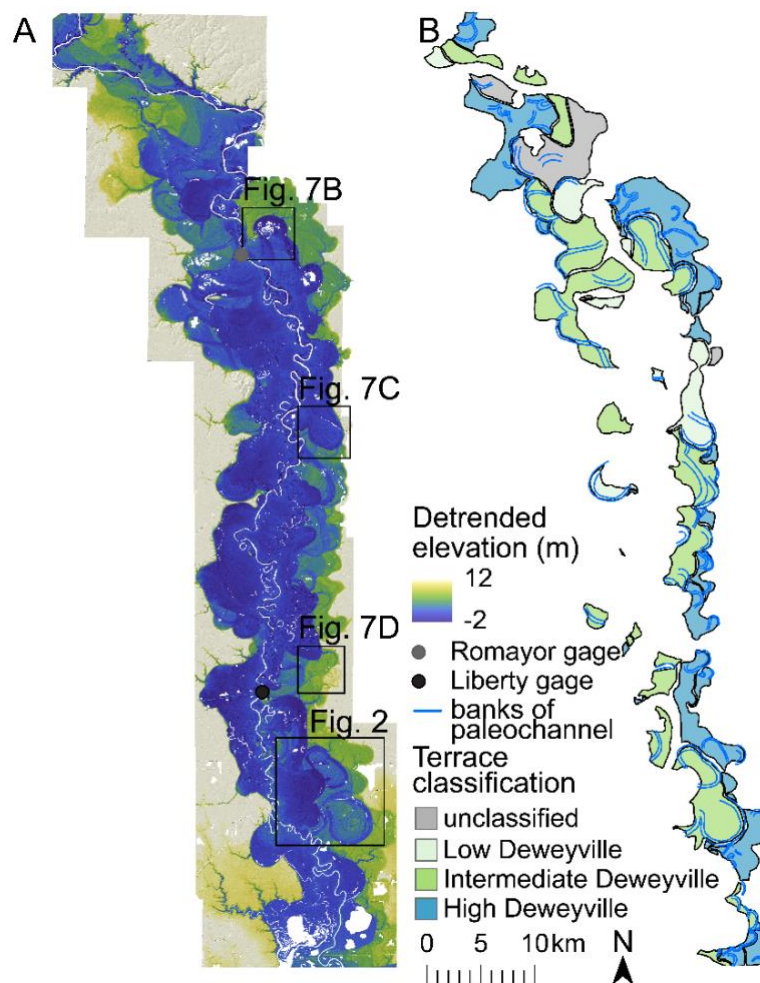 A
B
Fig. 7B
Fig. 7C
Fig. 7D
Fig. 2
Detrended
elevation (m)
12
-2
Romayor gage
Liberty gage
banks of
paleochannel
Terrace
classification
unclassified
Low Deweyville
Intermediate Deweyville
High Deweyville
0 5 10km N